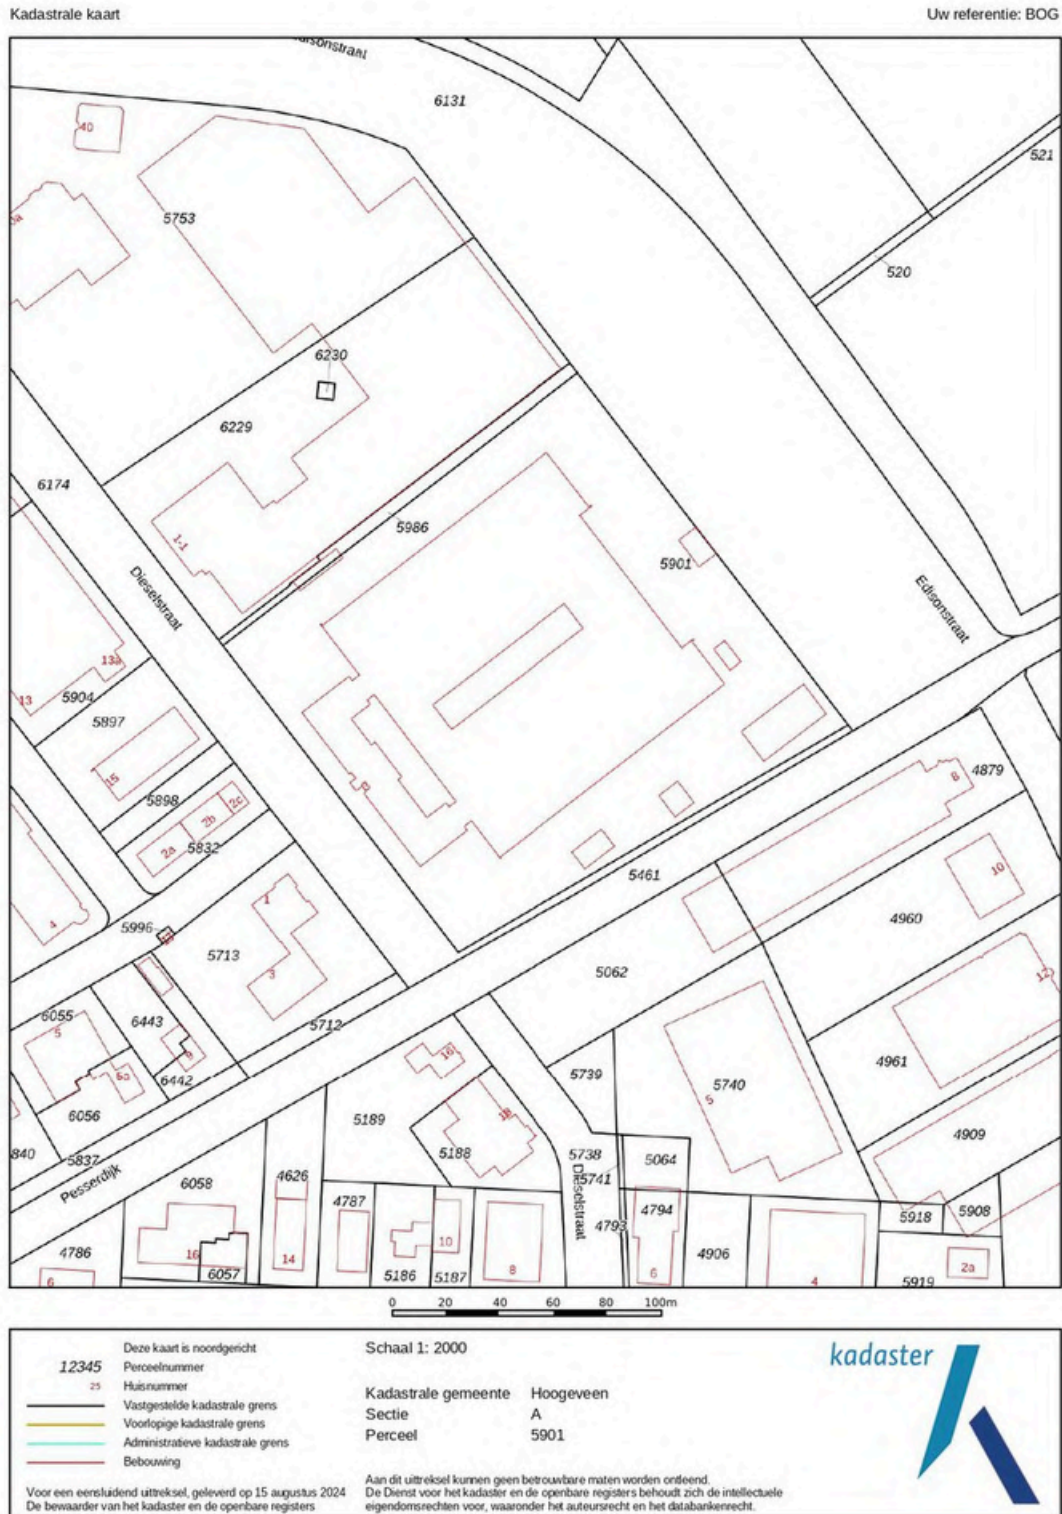 Kadastrale kaart
Uw referentie: BOG
6131
40
521
5753
520
6230
6229
6174
5986
1-1
5901
Dieselstraat
Edisonstraat
13a
13
5904
5897
15
5898
2c
2b
2a
5832
4879
8
10
5461
4960
4
5996
5713
3
5062
12
6055
5
6443
5712
9
6442
4961
5739
5740
5
16
5189
18
6056
840
5837
Pesserdijk
5188
5738
5741
5064
4909
6058
4626
4787
Dieselstraat
4793
4794
5918
5908
4786
16
14
10
4906
6
6057
5186
5187
8
6
4
2a
5919
0 20 40 60 80 100m
Deze kaart is noordgericht
12345 Perceelnummer
25 Huisnummer
Vastgestelde kadastrale grens
Voorlopige kadastrale grens
Administratieve kadastrale grens
Bebouwing
Voor een eensluidend uittreksel, geleverd op 15 augustus 2024
De bewaarder van het kadaster en de openbare registers
Schaal 1: 2000
Kadastrale gemeente Hoogeveen
Sectie A
Perceel 5901
Aan dit uittreksel kunnen geen betrouwbare maten worden ontleend.
De Dienst voor het kadaster en de openbare registers behoudt zich de intellectuele
eigendomsrechten voor, waaronder het auteursrecht en het databankenrecht.
kadaster